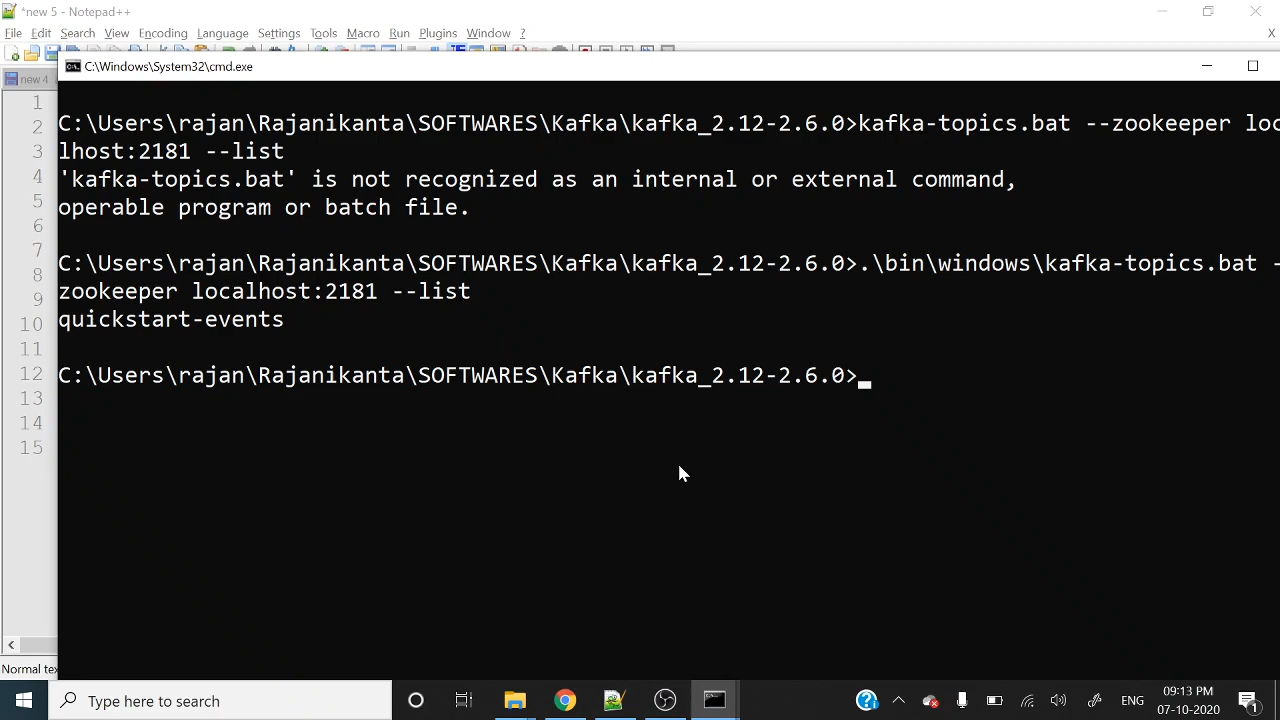 *new 5 - Notepad++
File Edit Search View Encoding Language Settings Tools Macro Run Plugins Window ? X
C:\Windows\System32\cmd.exe
new 4
1
2
3
4
5
6
7
8
9
10
11
12
13
14
15
C:\Users\rajan\Rajanikanta\SOFTWARES\Kafka\kafka_2.12-2.6.0>kafka-topics.bat --zookeeper loc
lhost:2181 --list
'kafka-topics.bat' is not recognized as an internal or external command,
operable program or batch file.
C:\Users\rajan\Rajanikanta\SOFTWARES\Kafka\kafka_2.12-2.6.0>.\bin\windows\kafka-topics.bat -
zookeeper localhost:2181 --list
quickstart-events
C:\Users\rajan\Rajanikanta\SOFTWARES\Kafka\kafka_2.12-2.6.0>
Normal tex
Type here to search
ENG
09:13 PM
07-10-2020
1